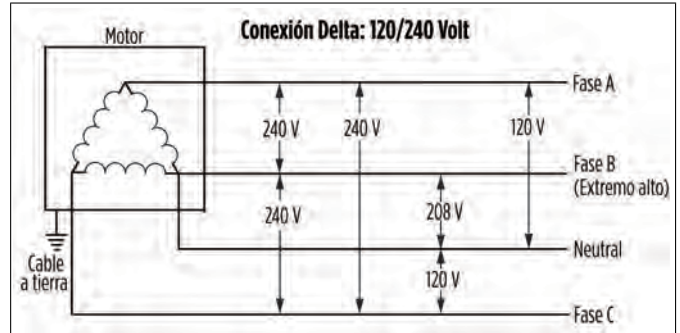 Conexión Delta: 120/240 Volt
Motor
Fase A
240 V
240 V
120 V
Fase B
(Extremo alto)
240 V
208 V
Neutral
Cable
a tierra
120 V
Fase C